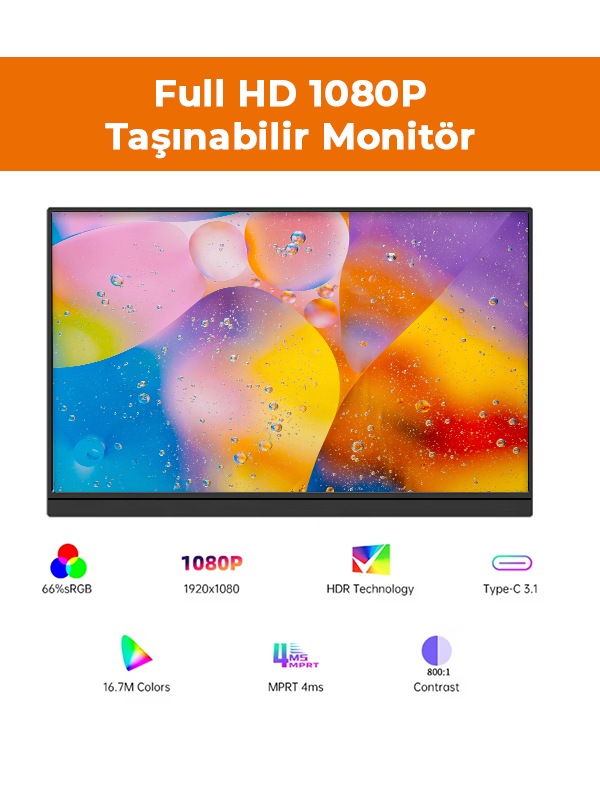 Full HD 1080P
Taşınabilir Monitör
1080P
66%sRGB
1920x1080
HDR Technology
Type-C 3.1
4MS
MPRT
800:1
16.7M Colors
MPRT 4ms
Contrast